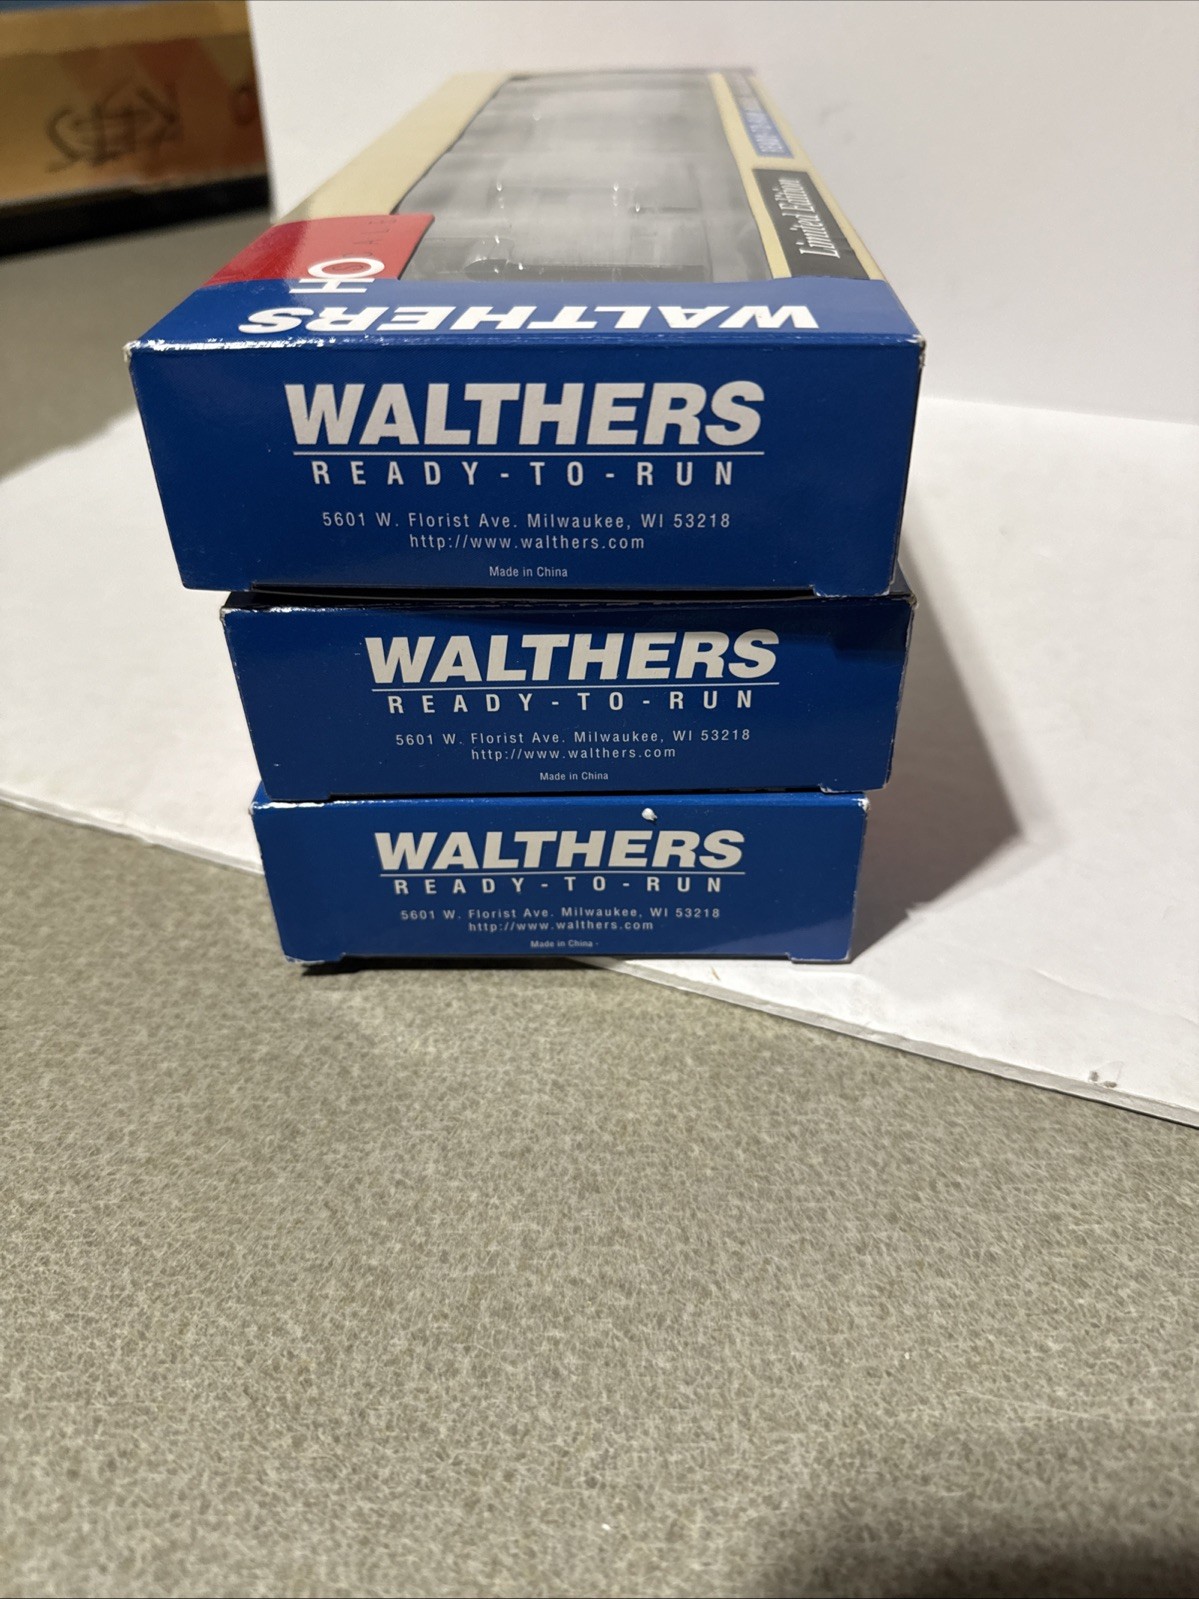 Limited Edition
HO SCALE
WALTHERS
WALTHERS
READY-TO-RUN
5601 W. Florist Ave. Milwaukee, WI 53218
http://www.walthers.com
Made in China
WALTHERS
READY-TO-RUN
5601 W. Florist Ave. Milwaukee, WI 53218
http://www.walthers.com
Made in China
WALTHERS
READY-TO-RUN
5601 W. Florist Ave. Milwaukee, WI 53218
http://www.walthers.com
Made in China